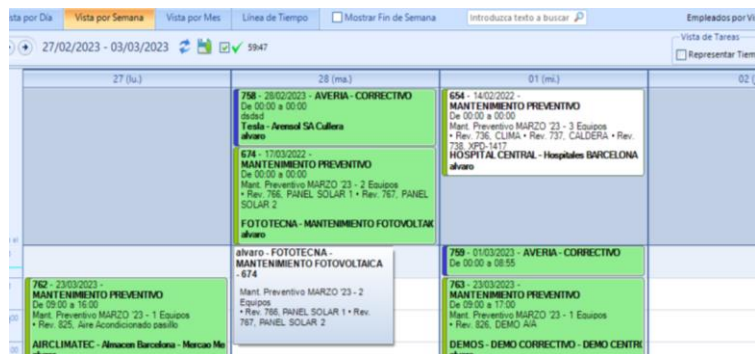 sta por Día Vista por Semana Vista por Mes Línea de Tiempo Mostrar Fin de Semana Introduzca texto a buscar Empleados por Vi
27/02/2023 - 03/03/2023 59:47 Vista de Tareas
Representar Tiem
27 (lu.) 28 (ma.) 01 (mi.) 02 (
758 - 28/02/2023 - AVERIA - CORRECTIVO
De 00:00 a 00:00
dsdsd
Tesla - Arensol SA Cullera
alvaro
674 - 17/03/2022 -
MANTENIMIENTO PREVENTIVO
De 00:00 a 00:00
Mant. Preventivo MARZO '23 - 2 Equipos
• Rev. 766, PANEL SOLAR 1 • Rev. 767, PANEL
SOLAR 2
FOTOTECNA - MANTENIMIENTO FOTOVOLTAK
alvaro
654 - 14/02/2022 -
MANTENIMIENTO PREVENTIVO
De 00:00 a 00:00
Mant. Preventivo MARZO '23 - 3 Equipos
• Rev. 736, CLIMA • Rev. 737, CALDERA • Rev.
738, XPD-1417
HOSPITAL CENTRAL - Hospitales BARCELONA
alvaro
762 - 23/03/2023 -
MANTENIMIENTO PREVENTIVO
De 09:00 a 16:00
Mant. Preventivo MARZO '23 - 1 Equipos
• Rev. 825, Aire Acondicionado pasillo
AIRCLIMATEC - Almacen Barcelona - Mercao Me
alvaro - FOTOTECNA -
MANTENIMIENTO FOTOVOLTAICA
- 674
Mant. Preventivo MARZO '23 - 2
Equipos
• Rev. 766, PANEL SOLAR 1 • Rev.
767, PANEL SOLAR 2
759 - 01/03/2023 - AVERIA - CORRECTIVO
De 00:00 a 08:55
763 - 23/03/2023 -
MANTENIMIENTO PREVENTIVO
De 09:00 a 17:00
Mant. Preventivo MARZO '23 - 1 Equipos
• Rev. 826, DEMO A/A
DEMOS - DEMO CORRECTIVO - DEMO CENTRI